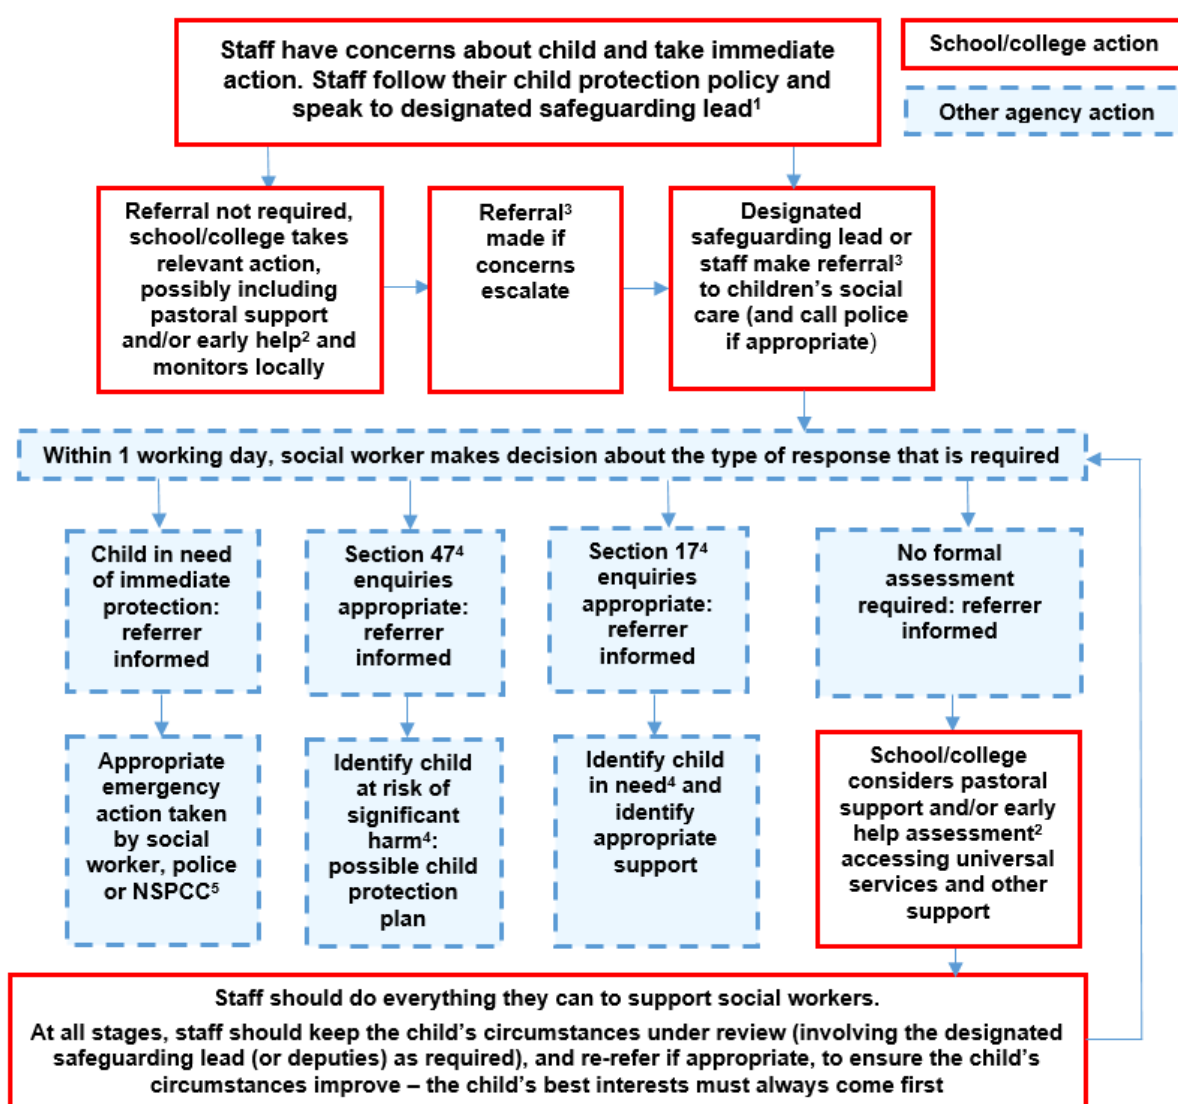 Staff have concerns about child and take immediate
action. Staff follow their child protection policy and
speak to designated safeguarding lead¹
School/college action
Other agency action
Referral not required,
school/college takes
relevant action,
possibly including
pastoral support
and/or early help² and
monitors locally
Referral³
made if
concerns
escalate
Designated
safeguarding lead or
staff make referral³
to children’s social
care (and call police
if appropriate)
Within 1 working day, social worker makes decision about the type of response that is required
Child in need
of immediate
protection:
referrer
informed
Section 47⁴
enquiries
appropriate:
referrer
informed
Section 17⁴
enquiries
appropriate:
referrer
informed
No formal
assessment
required: referrer
informed
Appropriate
emergency
action taken
by social
worker, police
or NSPCC⁵
Identify child
at risk of
significant
harm⁴:
possible child
protection
plan
Identify child
in need⁴ and
identify
appropriate
support
School/college
considers pastoral
support and/or early
help assessment²
accessing universal
services and other
support
Staff should do everything they can to support social workers.
At all stages, staff should keep the child’s circumstances under review (involving the designated
safeguarding lead (or deputies) as required), and re-refer if appropriate, to ensure the child’s
circumstances improve – the child’s best interests must always come first